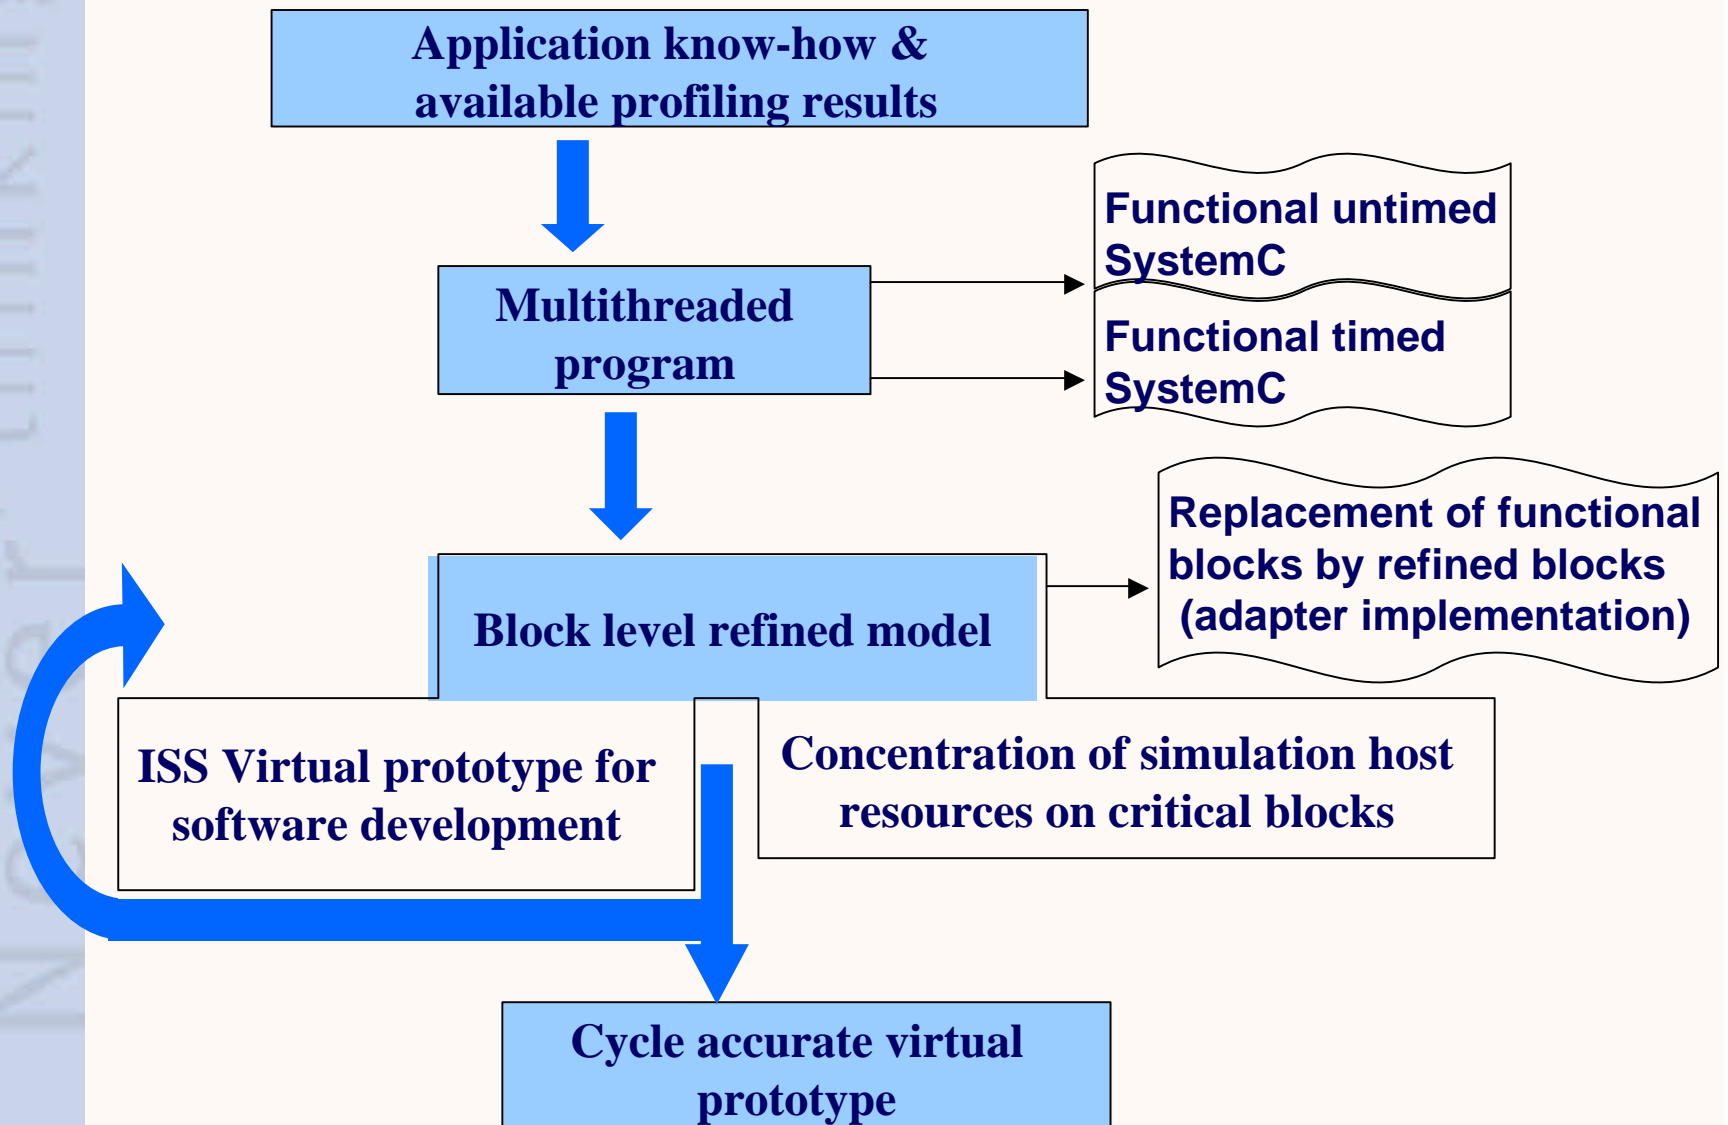 Application know-how &
available profiling results
Functional untimed
SystemC
Multithreaded
program
Functional timed
SystemC
Replacement of functional
blocks by refined blocks
(adapter implementation)
Block level refined model
ISS Virtual prototype for
software development
Concentration of simulation host
resources on critical blocks
Cycle accurate virtual
prototype
Never